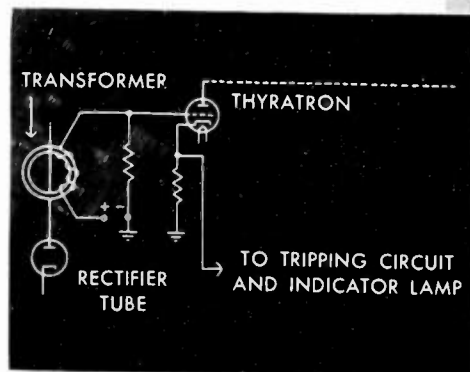 TRANSFORMER
THYRATRON
+ -
RECTIFIER
TUBE
TO TRIPPING CIRCUIT
AND INDICATOR LAMP